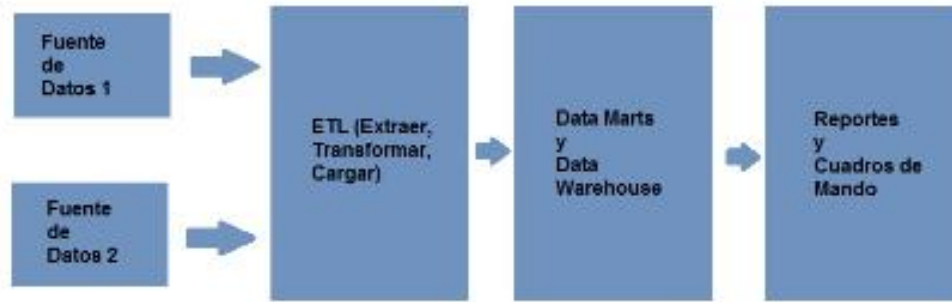 Fuente
de
Datos 1
Fuente
de
Datos 2
ETL (Extraer,
Transformar,
Cargar)
Data Marts
y
Data
Warehouse
Reportes
y
Cuadros de
Mando